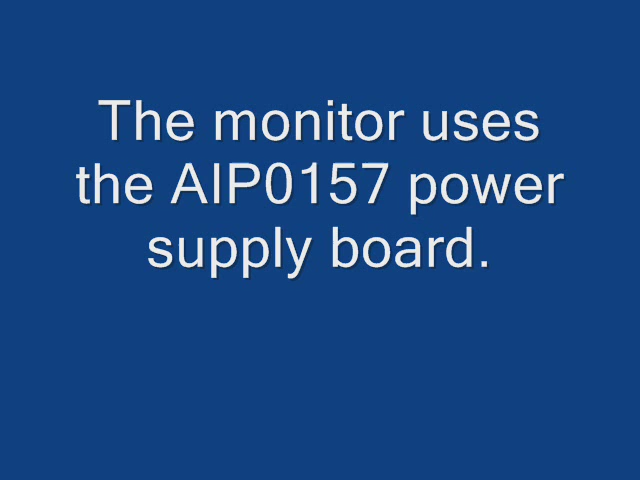 The monitor uses
the AIP0157 power
supply board.